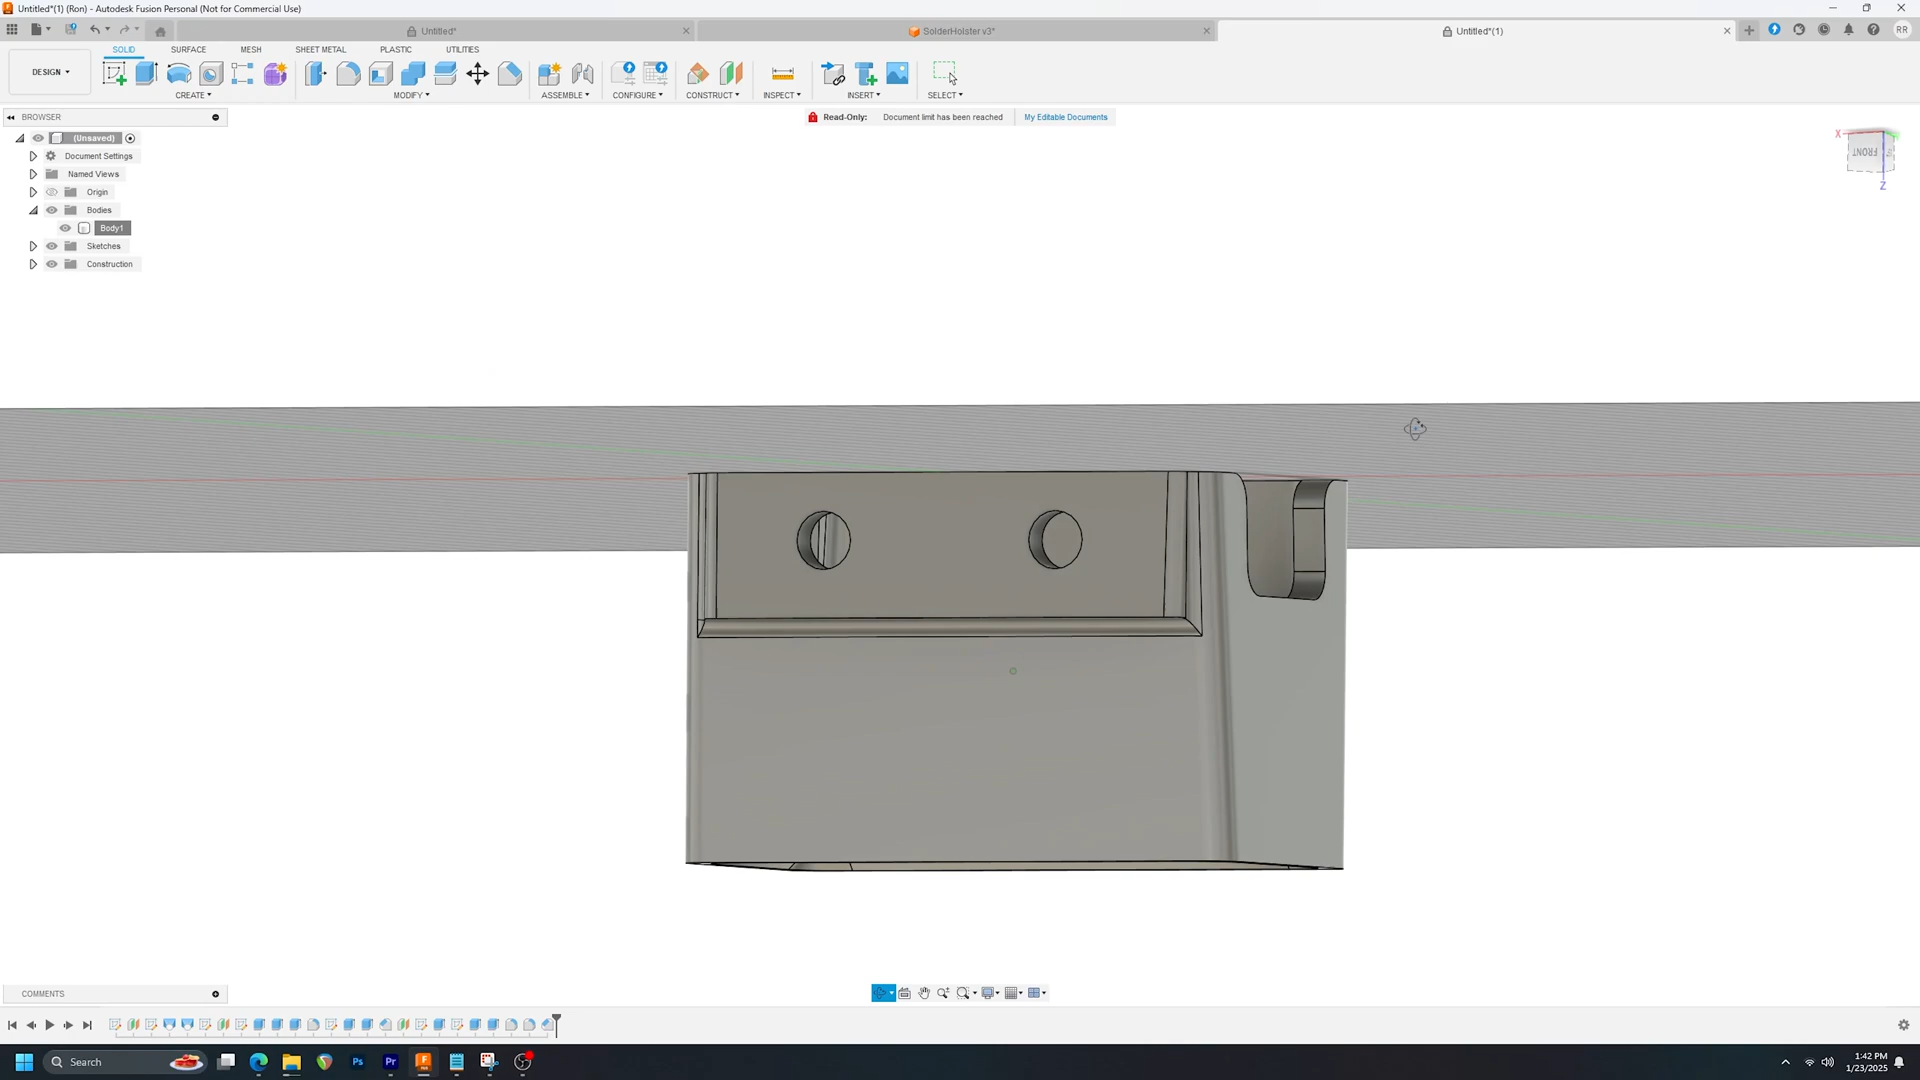 Untitled*(1) (Ron) - Autodesk Fusion Personal (Not for Commercial Use)
Untitled*
SolderHolster v3*
Untitled*(1)
RR
DESIGN
SOLID
SURFACE
MESH
SHEET METAL
PLASTIC
UTILITIES
CREATE
MODIFY
ASSEMBLE
CONFIGURE
CONSTRUCT
INSPECT
INSERT
SELECT
BROWSER
Read-Only:
Document limit has been reached
My Editable Documents
(Unsaved)
Document Settings
Named Views
Origin
Bodies
Body1
Sketches
Construction
X
FRONT
Z
COMMENTS
Search
Ps
Pr
F
1:42 PM
1/23/2025